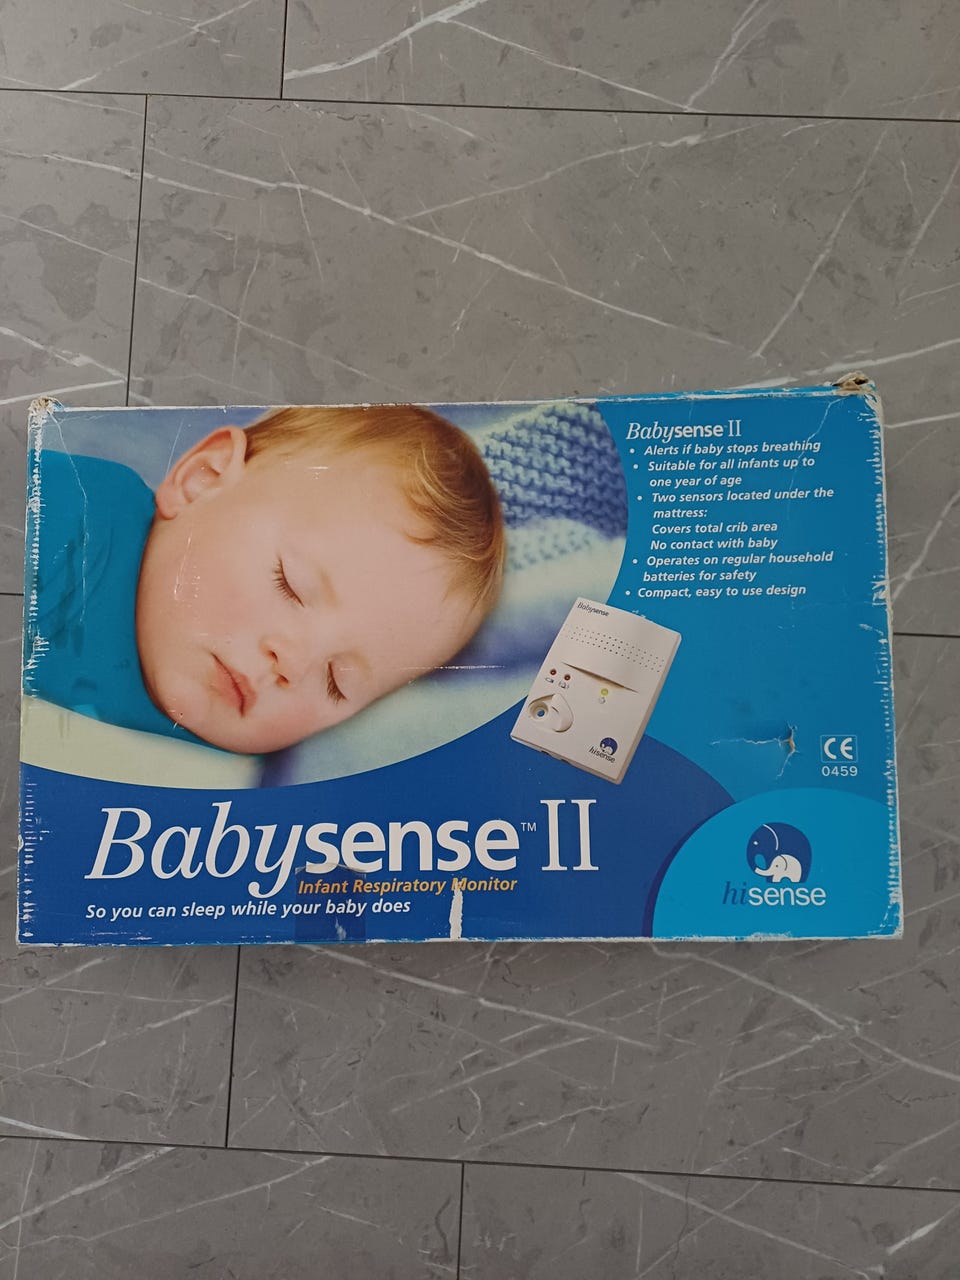 Babysense II
• Alerts if baby stops breathing
• Suitable for all infants up to
one year of age
• Two sensors located under the
mattress:
Covers total crib area
No contact with baby
• Operates on regular household
batteries for safety
• Compact, easy to use design
Babysense
hisense
CE
0459
Babysense™ II
Infant Respiratory Monitor
So you can sleep while your baby does
hisense